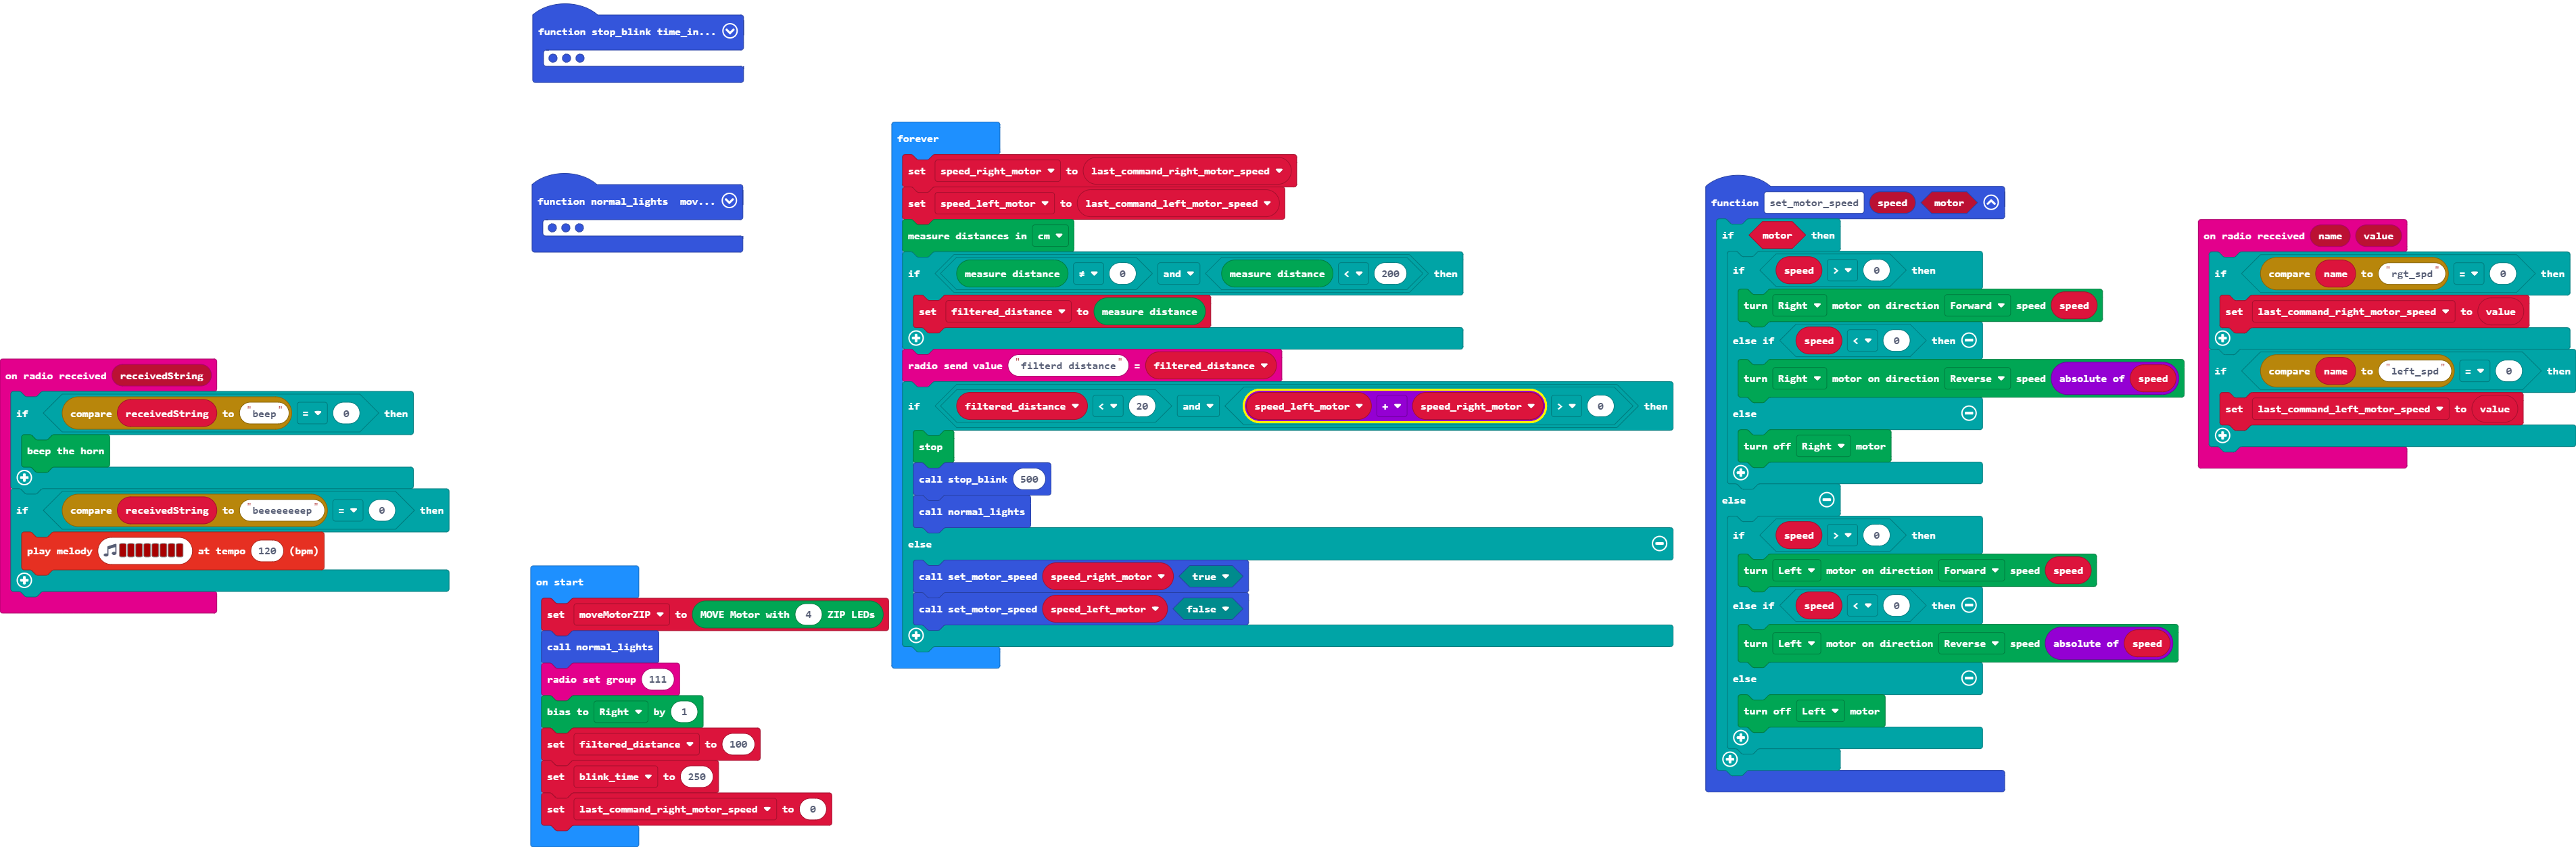 function stop_blink time_in...
function normal_lights mov...
on radio received receivedString
if compare receivedString to "beep" = 0 then
beep the horn
if compare receivedString to "beeeeeeeep" = 0 then
play melody at tempo 120 (bpm)
on start
set moveMotorZIP to MOVE Motor with 4 ZIP LEDs
call normal_lights
radio set group 111
bias to Right by 1
set filtered_distance to 100
set blink_time to 250
set last_command_right_motor_speed to 0
forever
set speed_right_motor to last_command_right_motor_speed
set speed_left_motor to last_command_left_motor_speed
measure distances in cm
if measure distance ≠ 0 and measure distance < 200 then
set filtered_distance to measure distance
radio send value "filterd distance" = filtered_distance
if filtered_distance < 20 and speed_left_motor + speed_right_motor > 0 then
stop
call stop_blink 500
call normal_lights
else
call set_motor_speed speed_right_motor true
call set_motor_speed speed_left_motor false
function set_motor_speed speed motor
if motor then
if speed > 0 then
turn Right motor on direction Forward speed speed
else if speed < 0 then
turn Right motor on direction Reverse speed absolute of speed
else
turn off Right motor
else
if speed > 0 then
turn Left motor on direction Forward speed speed
else if speed < 0 then
turn Left motor on direction Reverse speed absolute of speed
else
turn off Left motor
on radio received name value
if compare name to "rgt_spd" = 0 then
set last_command_right_motor_speed to value
if compare name to "left_spd" = 0 then
set last_command_left_motor_speed to value